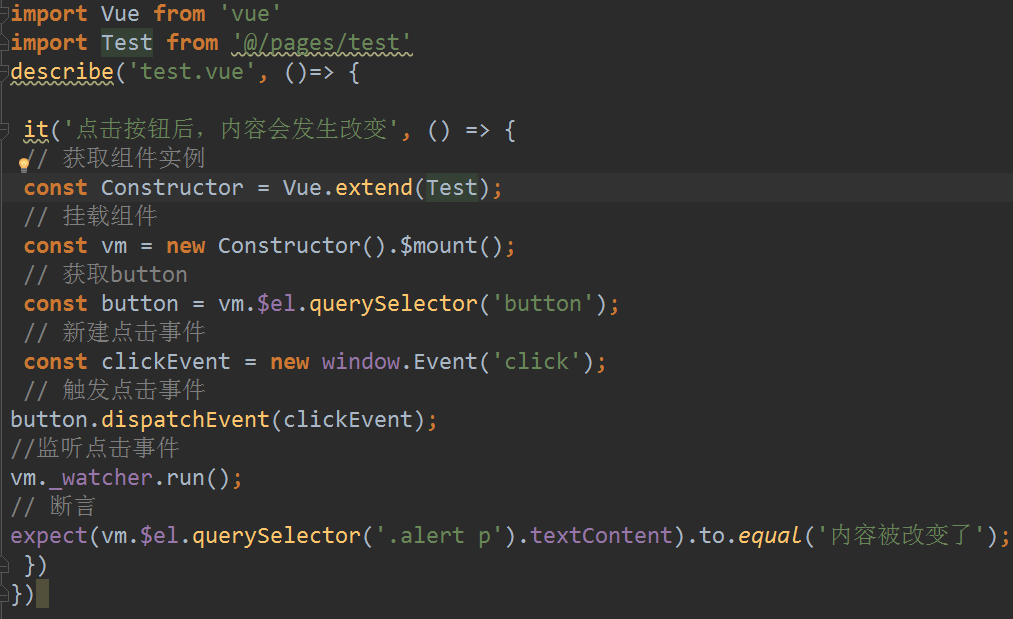 import Vue from 'vue'
import Test from '@/pages/test'
describe('test.vue', ()=> {
it('点击按钮后，内容会发生改变', () => {
// 获取组件实例
const Constructor = Vue.extend(Test);
// 挂载组件
const vm = new Constructor().$mount();
// 获取button
const button = vm.$el.querySelector('button');
// 新建点击事件
const clickEvent = new window.Event('click');
// 触发点击事件
button.dispatchEvent(clickEvent);
//监听点击事件
vm._watcher.run();
// 断言
expect(vm.$el.querySelector('.alert p').textContent).to.equal('内容被改变了');
})
})